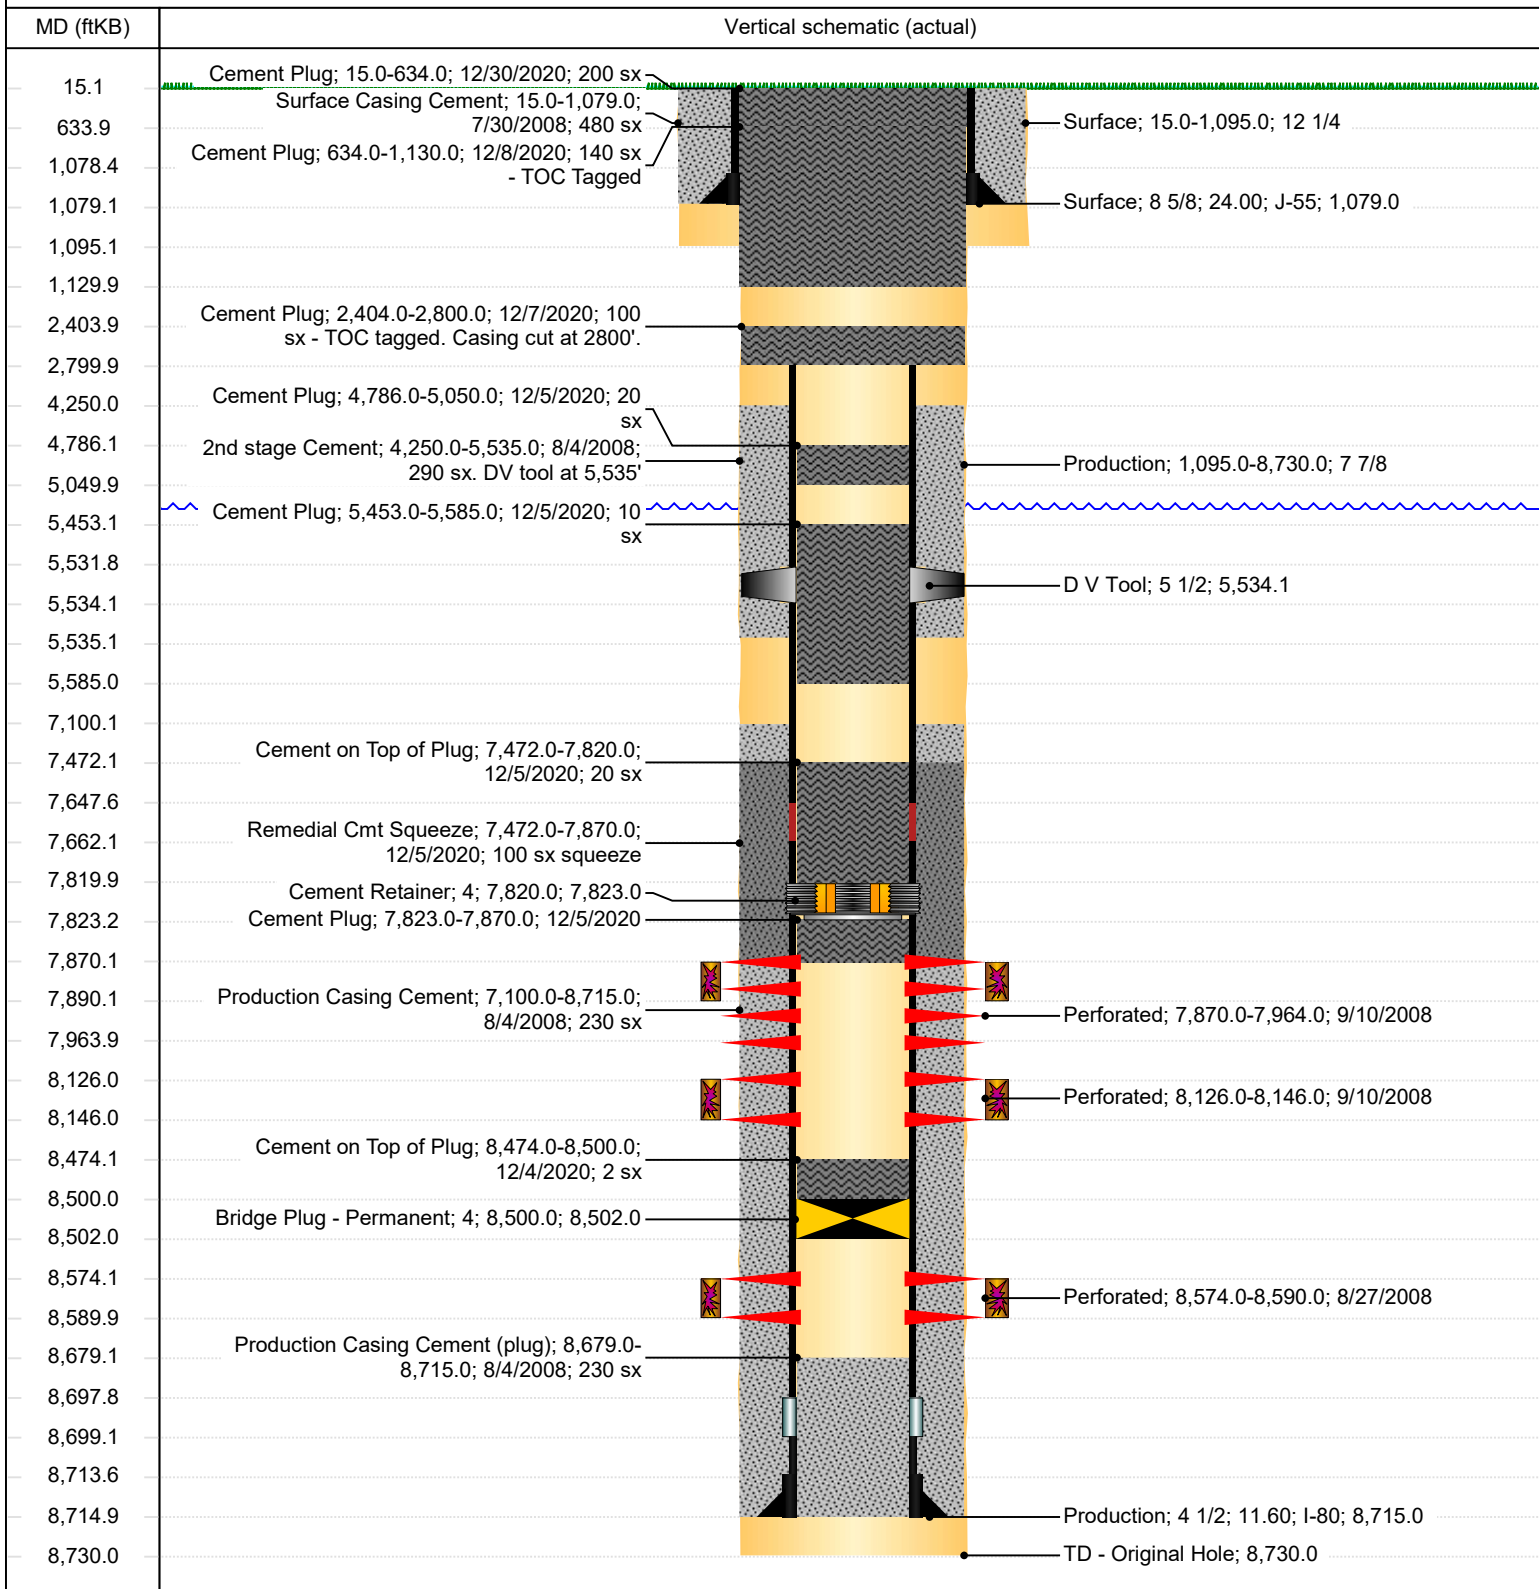 MD (ftKB)
Vertical schematic (actual)
15.1
633.9
1,078.4
1,079.1
1,095.1
1,129.9
2,403.9
2,799.9
4,250.0
4,786.1
5,049.9
5,453.1
5,531.8
5,534.1
5,535.1
5,585.0
7,100.1
7,472.1
7,647.6
7,662.1
7,819.9
7,823.2
7,870.1
7,890.1
7,963.9
8,126.0
8,146.0
8,474.1
8,500.0
8,502.0
8,574.1
8,589.9
8,679.1
8,697.8
8,699.1
8,713.6
8,714.9
8,730.0
Cement Plug; 15.0-634.0; 12/30/2020; 200 sx
Surface Casing Cement; 15.0-1,079.0;
7/30/2008; 480 sx
Cement Plug; 634.0-1,130.0; 12/8/2020; 140 sx
- TOC Tagged
Cement Plug; 2,404.0-2,800.0; 12/7/2020; 100
sx - TOC tagged. Casing cut at 2800'.
Cement Plug; 4,786.0-5,050.0; 12/5/2020; 20
sx
2nd stage Cement; 4,250.0-5,535.0; 8/4/2008;
290 sx. DV tool at 5,535'
Cement Plug; 5,453.0-5,585.0; 12/5/2020; 10
sx
Cement on Top of Plug; 7,472.0-7,820.0;
12/5/2020; 20 sx
Remedial Cmt Squeeze; 7,472.0-7,870.0;
12/5/2020; 100 sx squeeze
Cement Retainer; 4; 7,820.0; 7,823.0
Cement Plug; 7,823.0-7,870.0; 12/5/2020
Production Casing Cement; 7,100.0-8,715.0;
8/4/2008; 230 sx
Cement on Top of Plug; 8,474.0-8,500.0;
12/4/2020; 2 sx
Bridge Plug - Permanent; 4; 8,500.0; 8,502.0
Production Casing Cement (plug); 8,679.0-
8,715.0; 8/4/2008; 230 sx
Surface; 15.0-1,095.0; 12 1/4
Surface; 8 5/8; 24.00; J-55; 1,079.0
Production; 1,095.0-8,730.0; 7 7/8
D V Tool; 5 1/2; 5,534.1
Perforated; 7,870.0-7,964.0; 9/10/2008
Perforated; 8,126.0-8,146.0; 9/10/2008
Perforated; 8,574.0-8,590.0; 8/27/2008
Production; 4 1/2; 11.60; I-80; 8,715.0
TD - Original Hole; 8,730.0